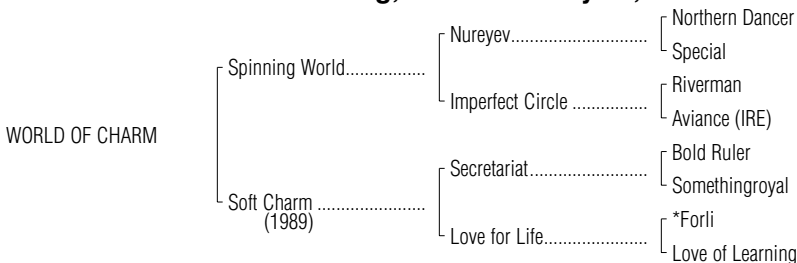 Northern Dancer
Nureyev
Special
Spinning World
Riverman
Imperfect Circle
Aviance (IRE)
WORLD OF CHARM
Bold Ruler
Secretariat
Somethingroyal
Soft Charm
(1989)
*Forli
Love for Life
Love of Learning